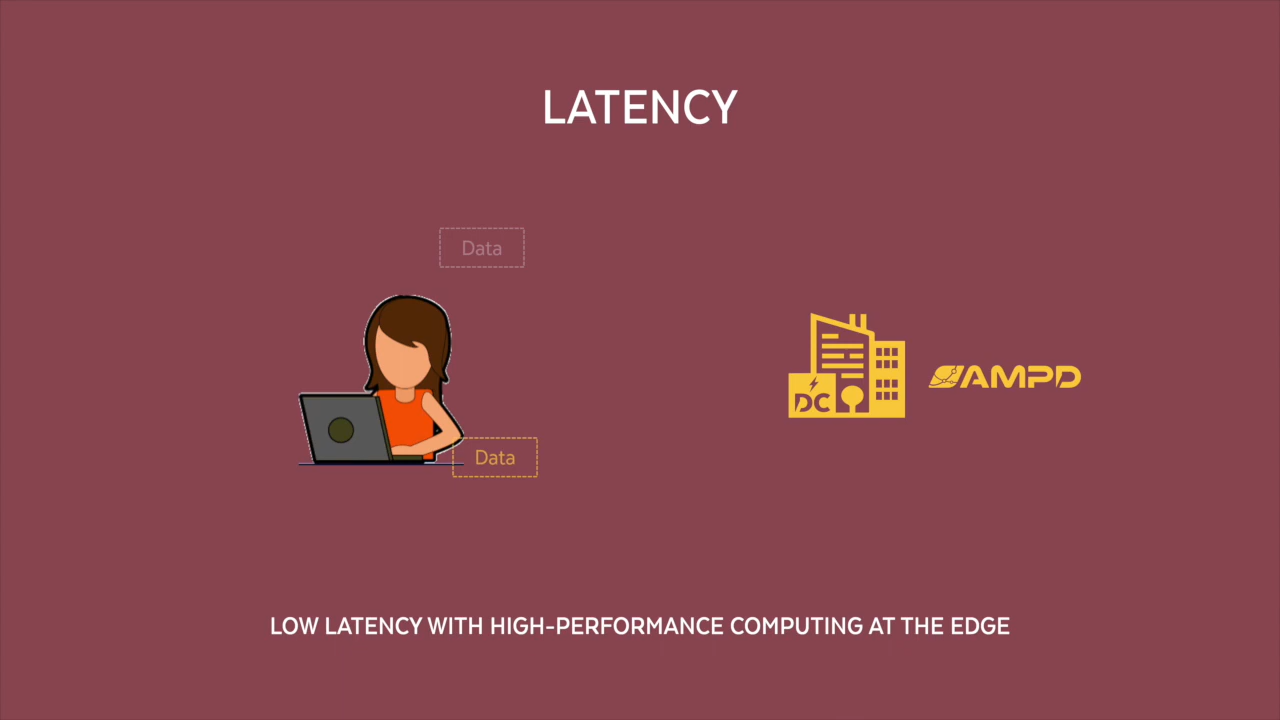 LATENCY
Data
DC
AMPD
Data
LOW LATENCY WITH HIGH-PERFORMANCE COMPUTING AT THE EDGE